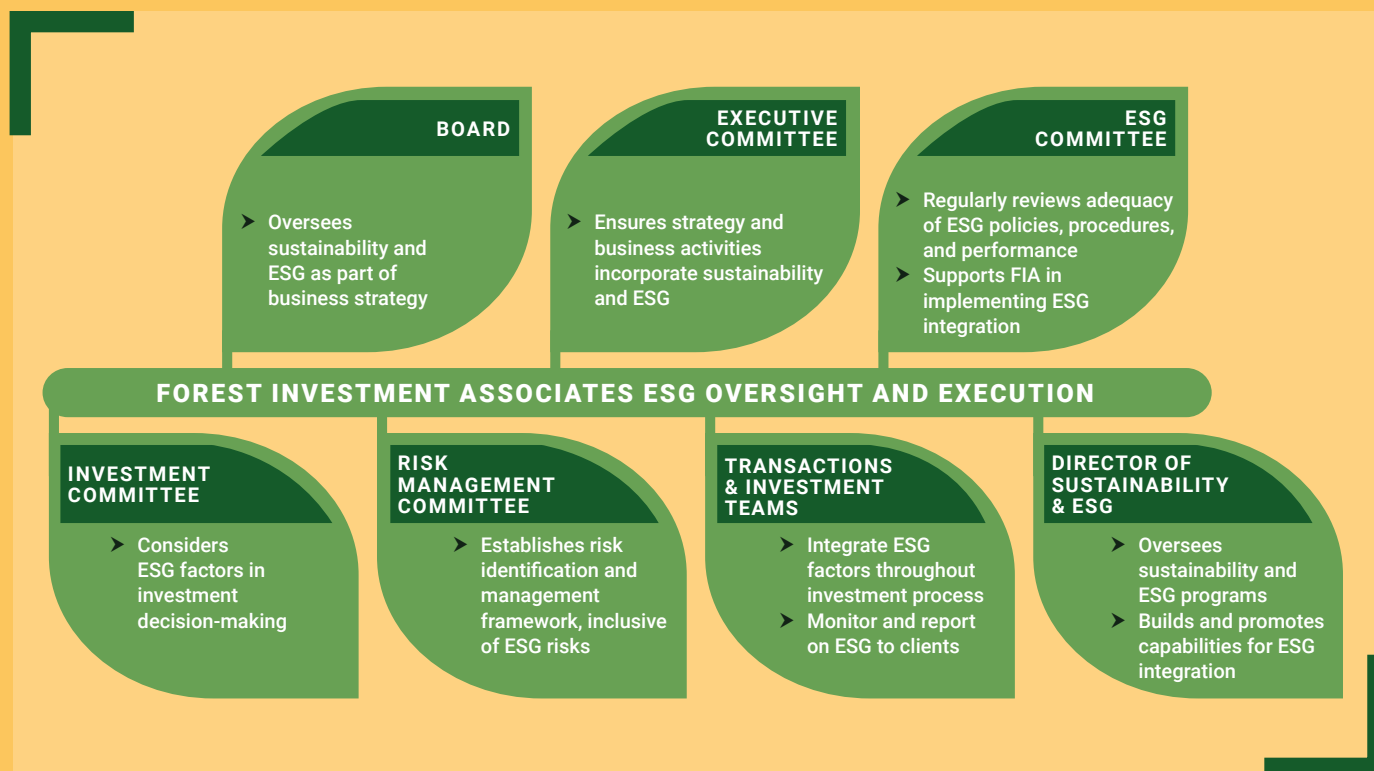 BOARD
Oversees
sustainability and
ESG as part of
business strategy
EXECUTIVE
COMMITTEE
Ensures strategy and
business activities
incorporate sustainability
and ESG
ESG
COMMITTEE
Regularly reviews adequacy
of ESG policies, procedures,
and performance
Supports FIA in
implementing ESG
integration
FOREST INVESTMENT ASSOCIATES ESG OVERSIGHT AND EXECUTION
INVESTMENT
COMMITTEE
Considers
ESG factors in
investment
decision-making
RISK
MANAGEMENT
COMMITTEE
Establishes risk
identification and
management
framework, inclusive
of ESG risks
TRANSACTIONS
& INVESTMENT
TEAMS
Integrate ESG
factors throughout
investment process
Monitor and report
on ESG to clients
DIRECTOR OF
SUSTAINABILITY
& ESG
Oversees
sustainability and
ESG programs
Builds and promotes
capabilities for ESG
integration